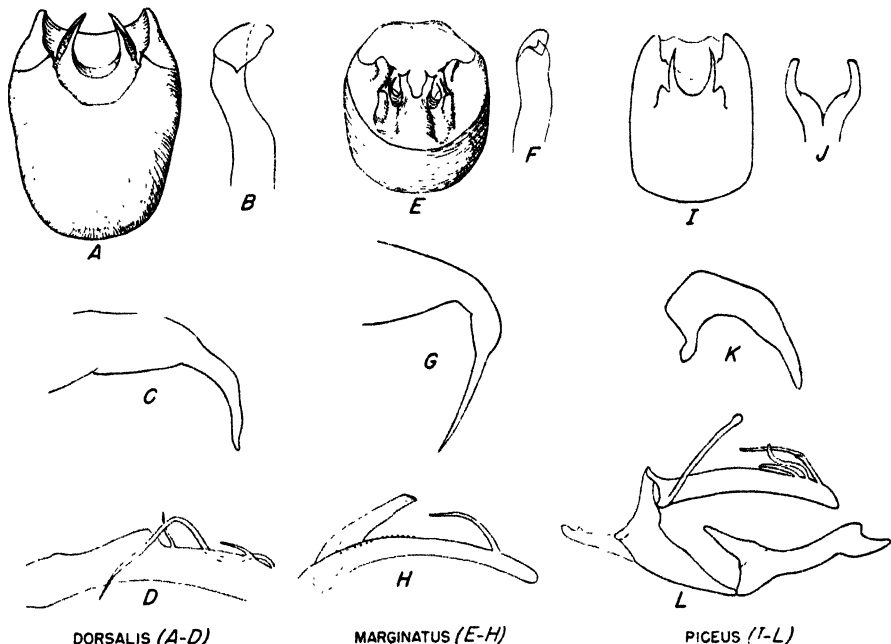 A
B
E
F
I
J
C
G
K
D
H
L
DORSALIS (A-D)
MARGINATUS (E-H)
PICEUS (I-L)